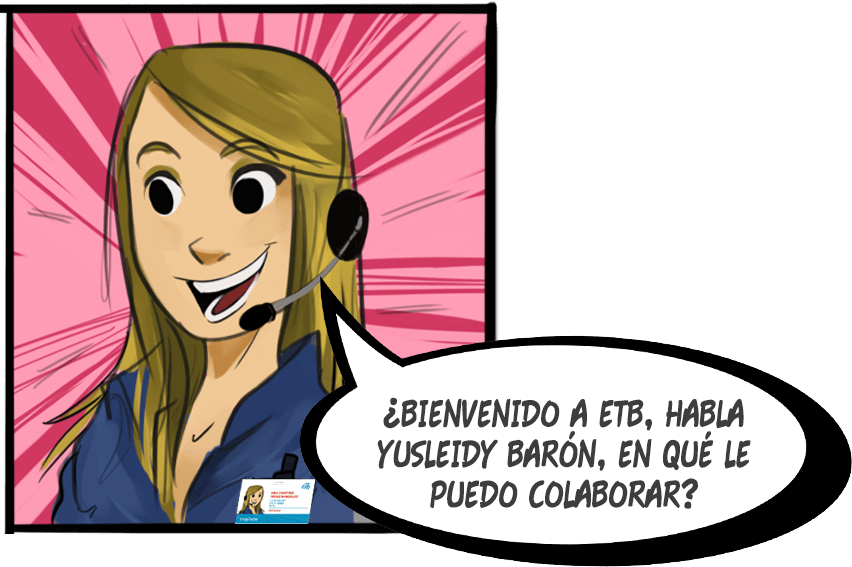 ¿BIENVENIDO A ETB, HABLA
YUSLEIDY BARÓN, EN QUÉ LE
PUEDO COLABORAR?